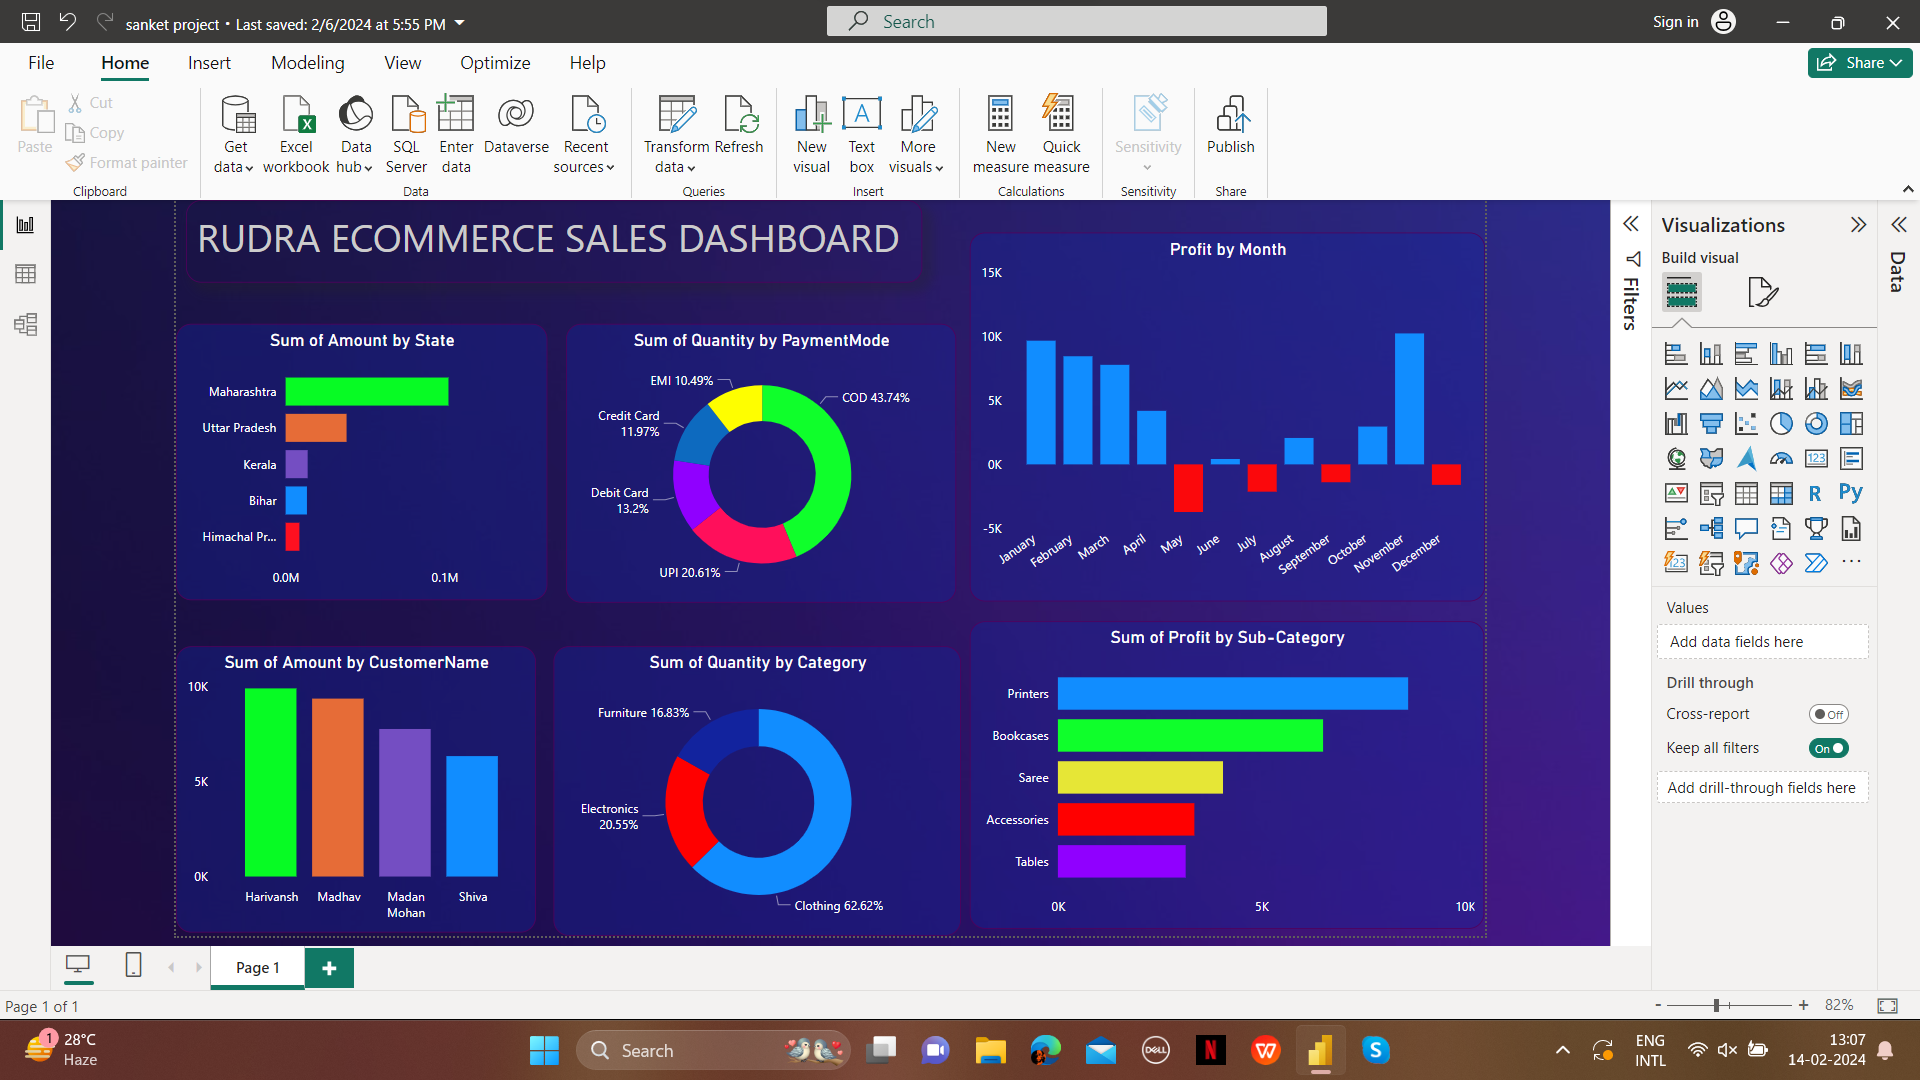 sanket project • Last saved: 2/6/2024 at 5:55 PM
Search
Sign in
File Home Insert Modeling View Optimize Help
Share
Paste
Cut
Copy
Format painter
Clipboard
Get data
Excel workbook
Data hub
SQL Server
Enter data
Dataverse
Recent sources
Data
Transform data
Refresh
Queries
New visual
Text box
More visuals
Insert
New measure
Quick measure
Calculations
Sensitivity
Sensitivity
Publish
Share
RUDRA ECOMMERCE SALES DASHBOARD
Sum of Amount by State
Maharashtra
Uttar Pradesh
Kerala
Bihar
Himachal Pr...
0.0M 0.1M
Sum of Quantity by PaymentMode
EMI 10.49%
COD 43.74%
Credit Card
11.97%
Debit Card
13.2%
UPI 20.61%
Profit by Month
15K
10K
5K
0K
-5K
January February March April May June July August September October November December
Sum of Amount by CustomerName
10K
5K
0K
Harivansh Madhav Madan Mohan Shiva
Sum of Quantity by Category
Furniture 16.83%
Electronics
20.55%
Clothing 62.62%
Sum of Profit by Sub-Category
Printers
Bookcases
Saree
Accessories
Tables
0K 5K 10K
Filters
Visualizations
Build visual
123
R
Py
123
...
Values
Add data fields here
Drill through
Cross-report
Off
Keep all filters
On
Add drill-through fields here
Data
Page 1
Page 1 of 1
- + 82%
1
28°C
Haze
Search
DELL
N
W
S
ENG
INTL
13:07
14-02-2024